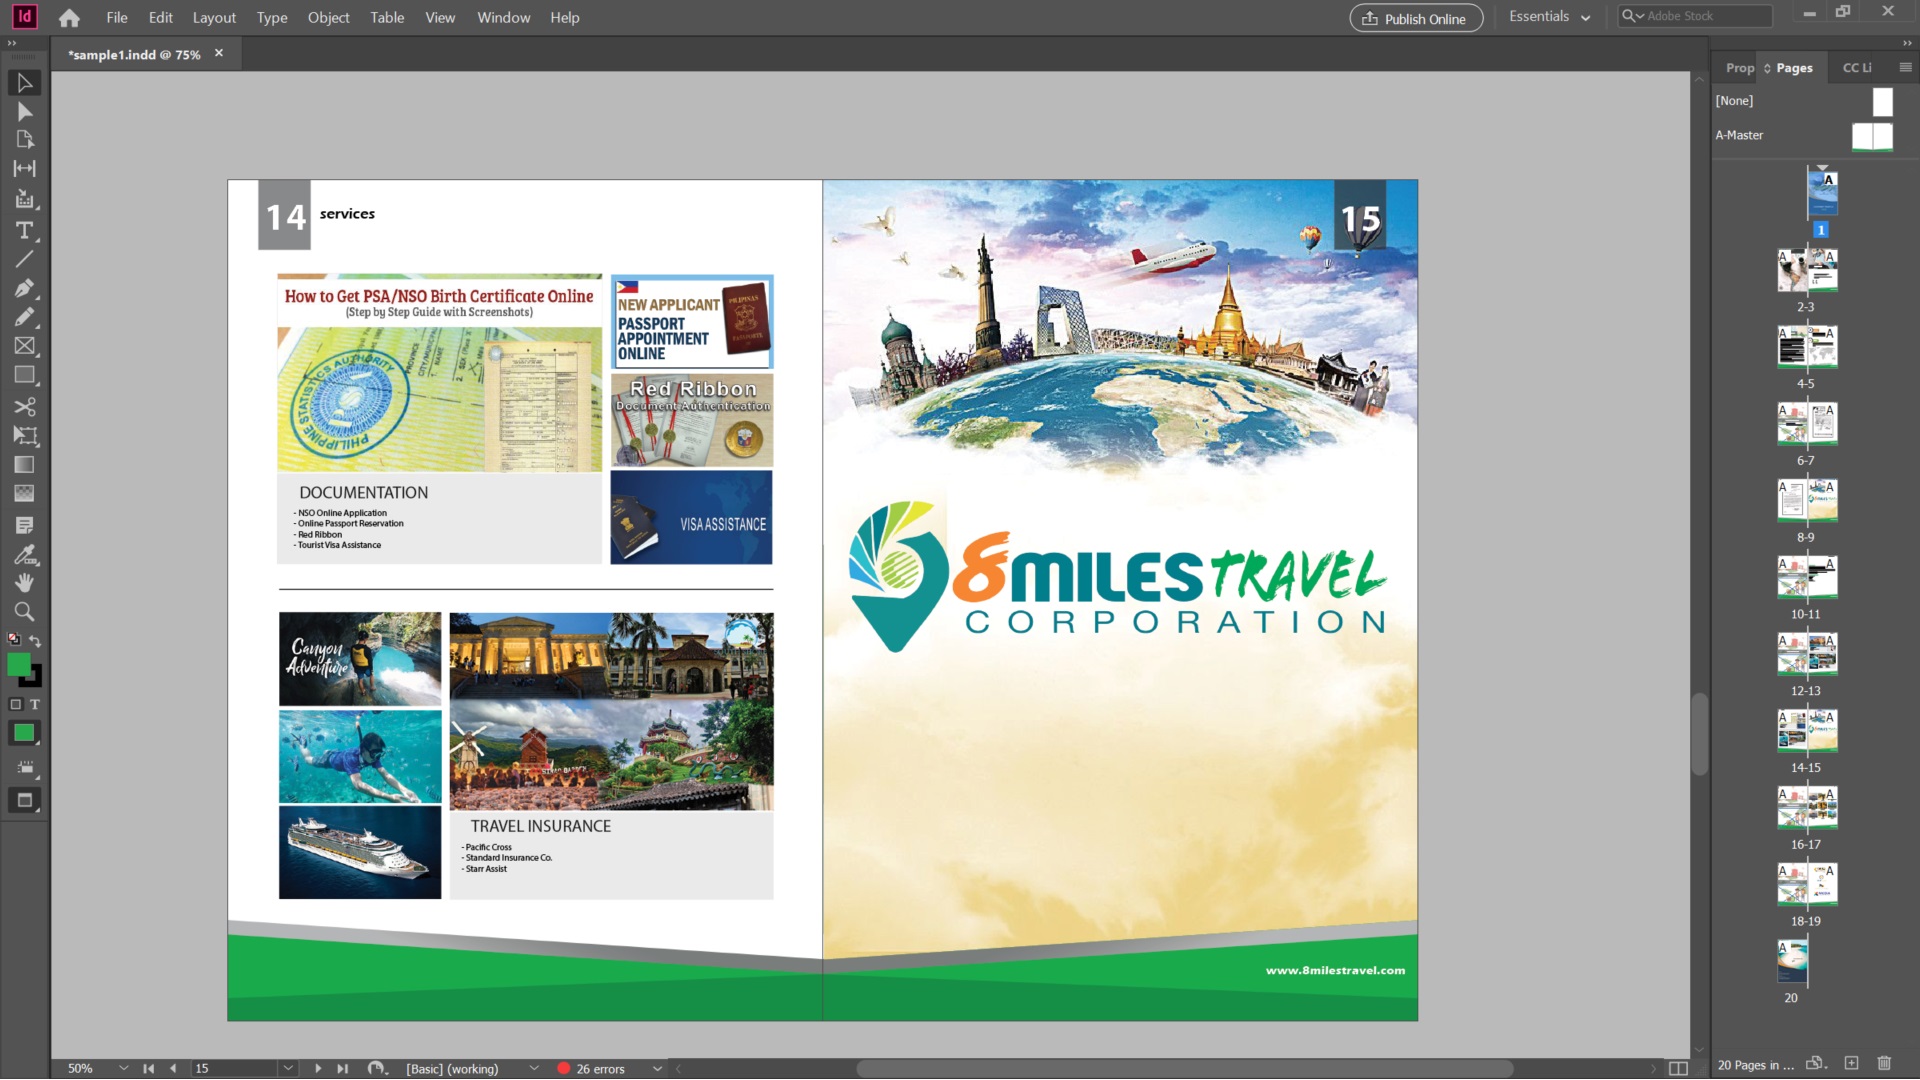 Id File Edit Layout Type Object Table View Window Help
Publish Online Essentials Adobe Stock
*sample1.indd @ 75%
14 services
How to Get PSA/NSO Birth Certificate Online
(Step by Step Guide with Screenshots)
PHILIPPINE STATISTICS AUTHORITY
DOCUMENTATION
- NSO Online Application
- Online Passport Reservation
- Red Ribbon
- Tourist Visa Assistance
NEW APPLICANT
PASSPORT
APPOINTMENT
ONLINE
PILIPINAS
Red Ribbon
Document Authentication
VISA ASSISTANCE
Canyon
Adventure
TRAVEL INSURANCE
- Pacific Cross
- Standard Insurance Co.
- Starr Assist
15
8MILES TRAVEL
CORPORATION
www.8milestravel.com
Prop Pages CC Li
[None]
A-Master
A
1
A A
2-3
A A
4-5
A A
6-7
A A
8-9
A A
10-11
A A
12-13
A A
14-15
A A
16-17
A A
18-19
A
20
20 Pages in ...
50% 15 [Basic] (working) 26 errors